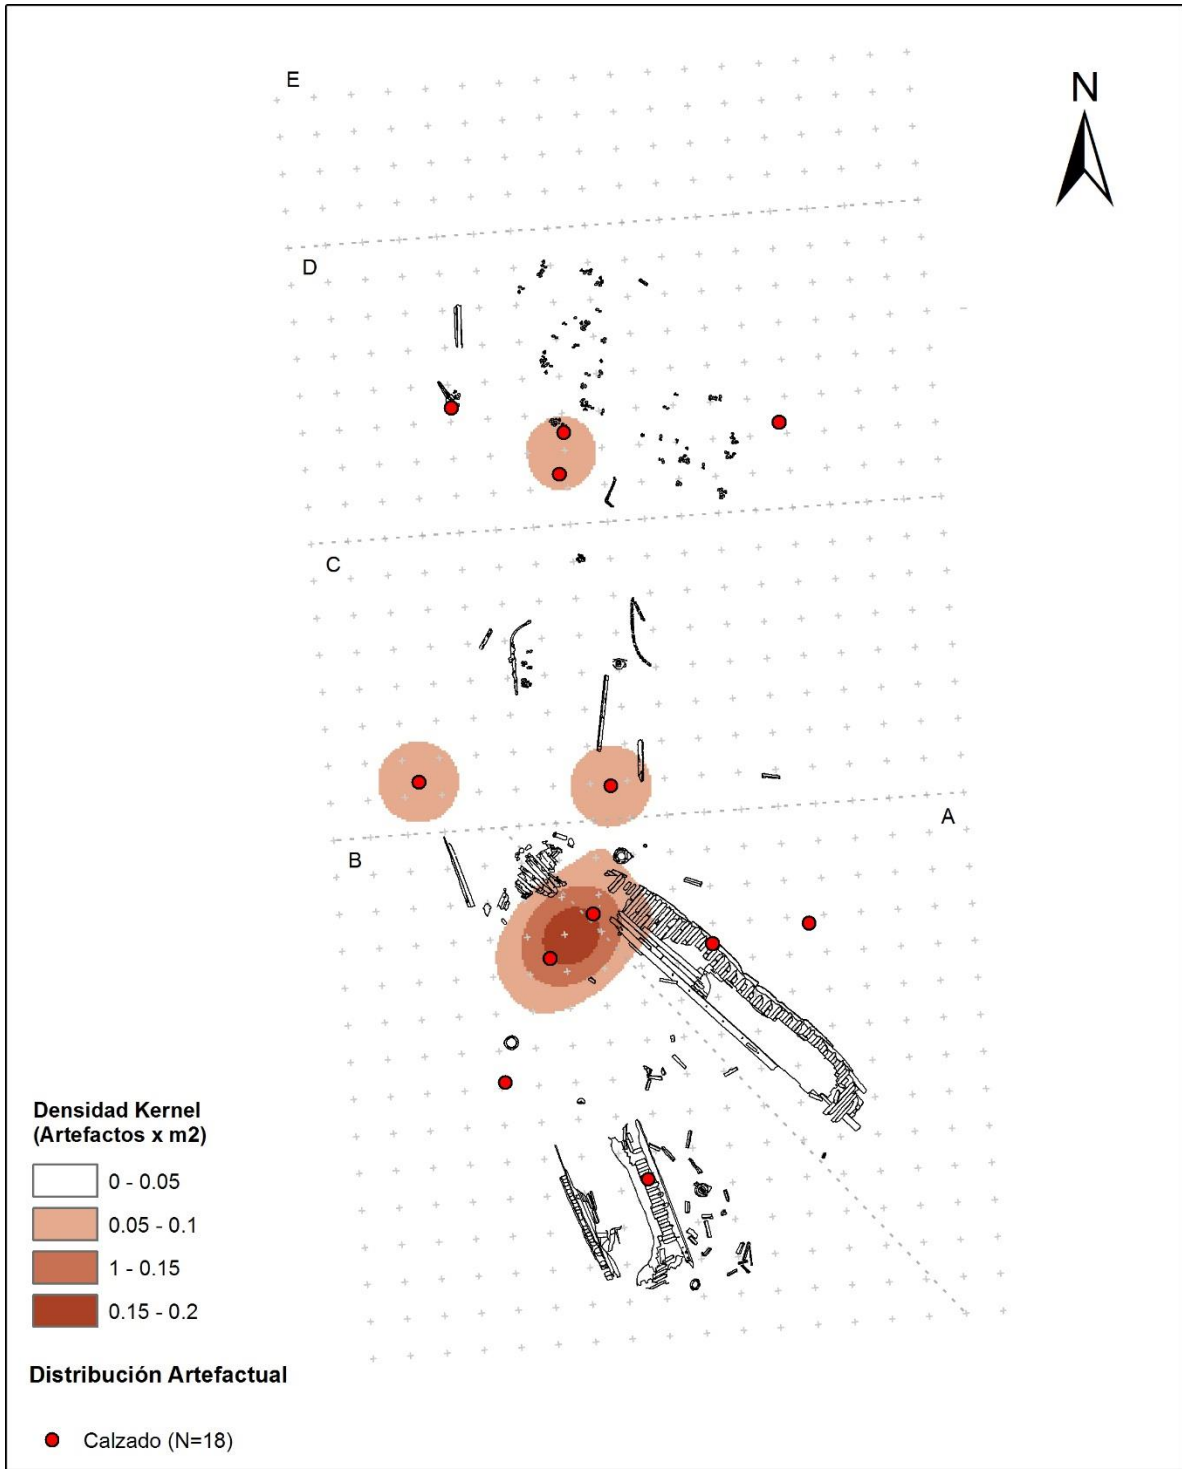 E
N
D
C
A
B
Densidad Kernel
(Artefactos x m2)
0 - 0.05
0.05 - 0.1
1 - 0.15
0.15 - 0.2
Distribución Artefactual
Calzado (N=18)